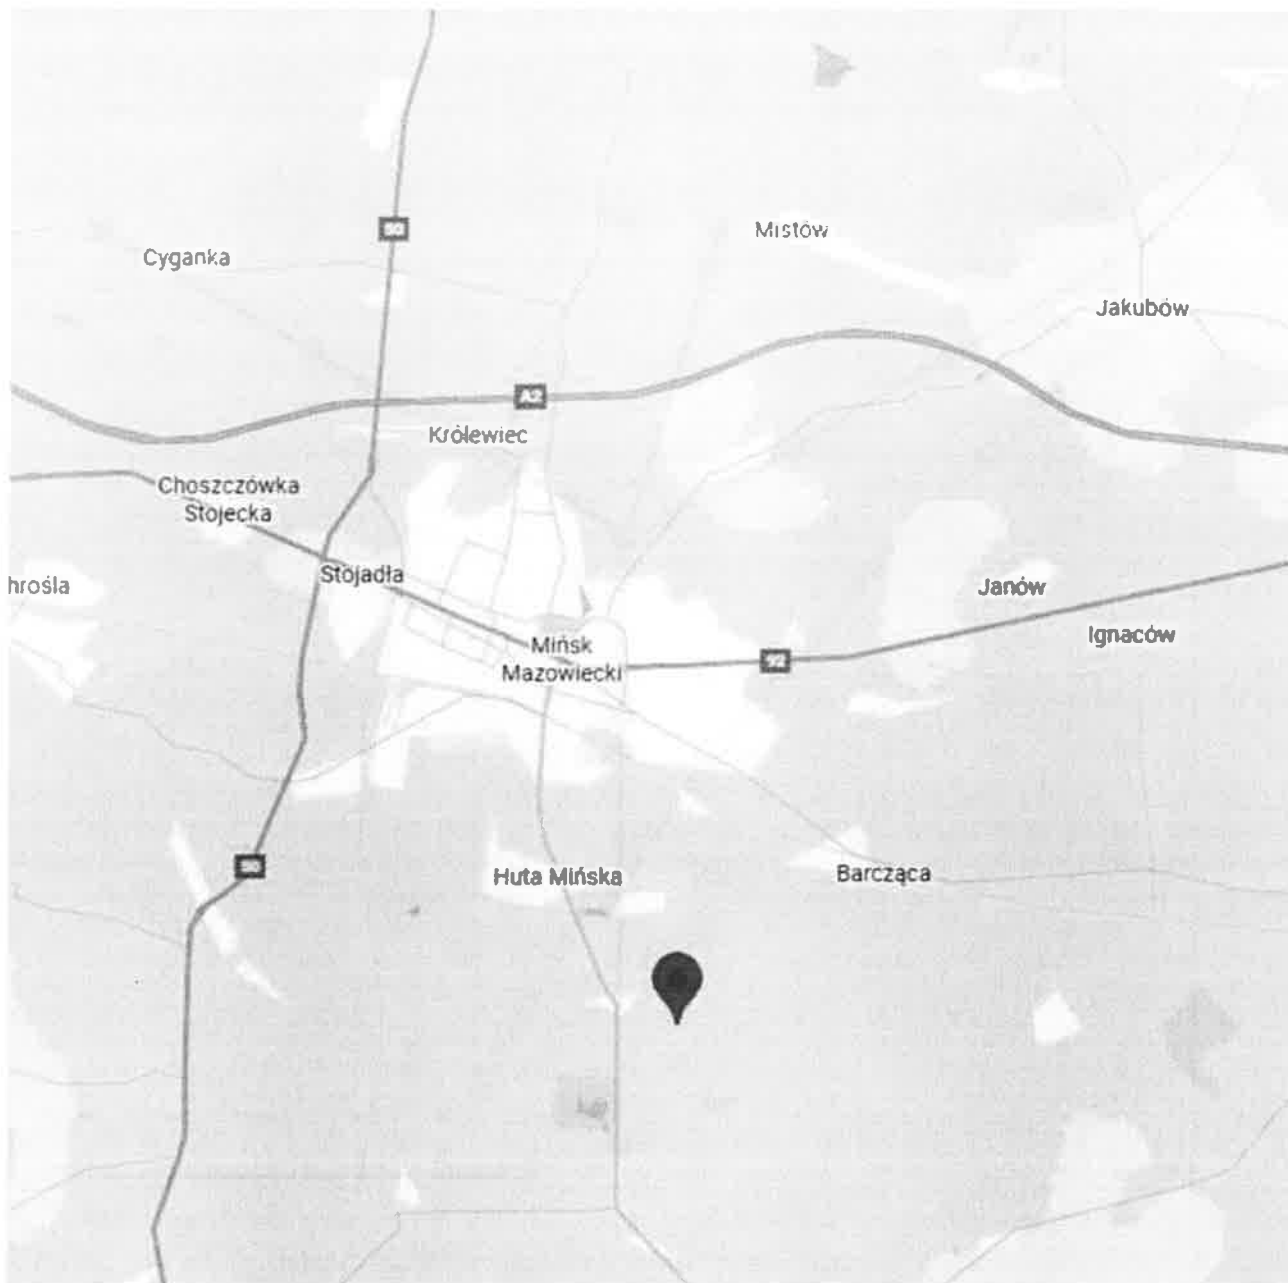 50
Mistów
Cyganka
Jakubów
A2
Królewiec
Choszczówka
Stojecka
Stojadła
hrośla
Janów
Ignaców
Mińsk
Mazowiecki
92
50
Huta Mińska
Barcząca